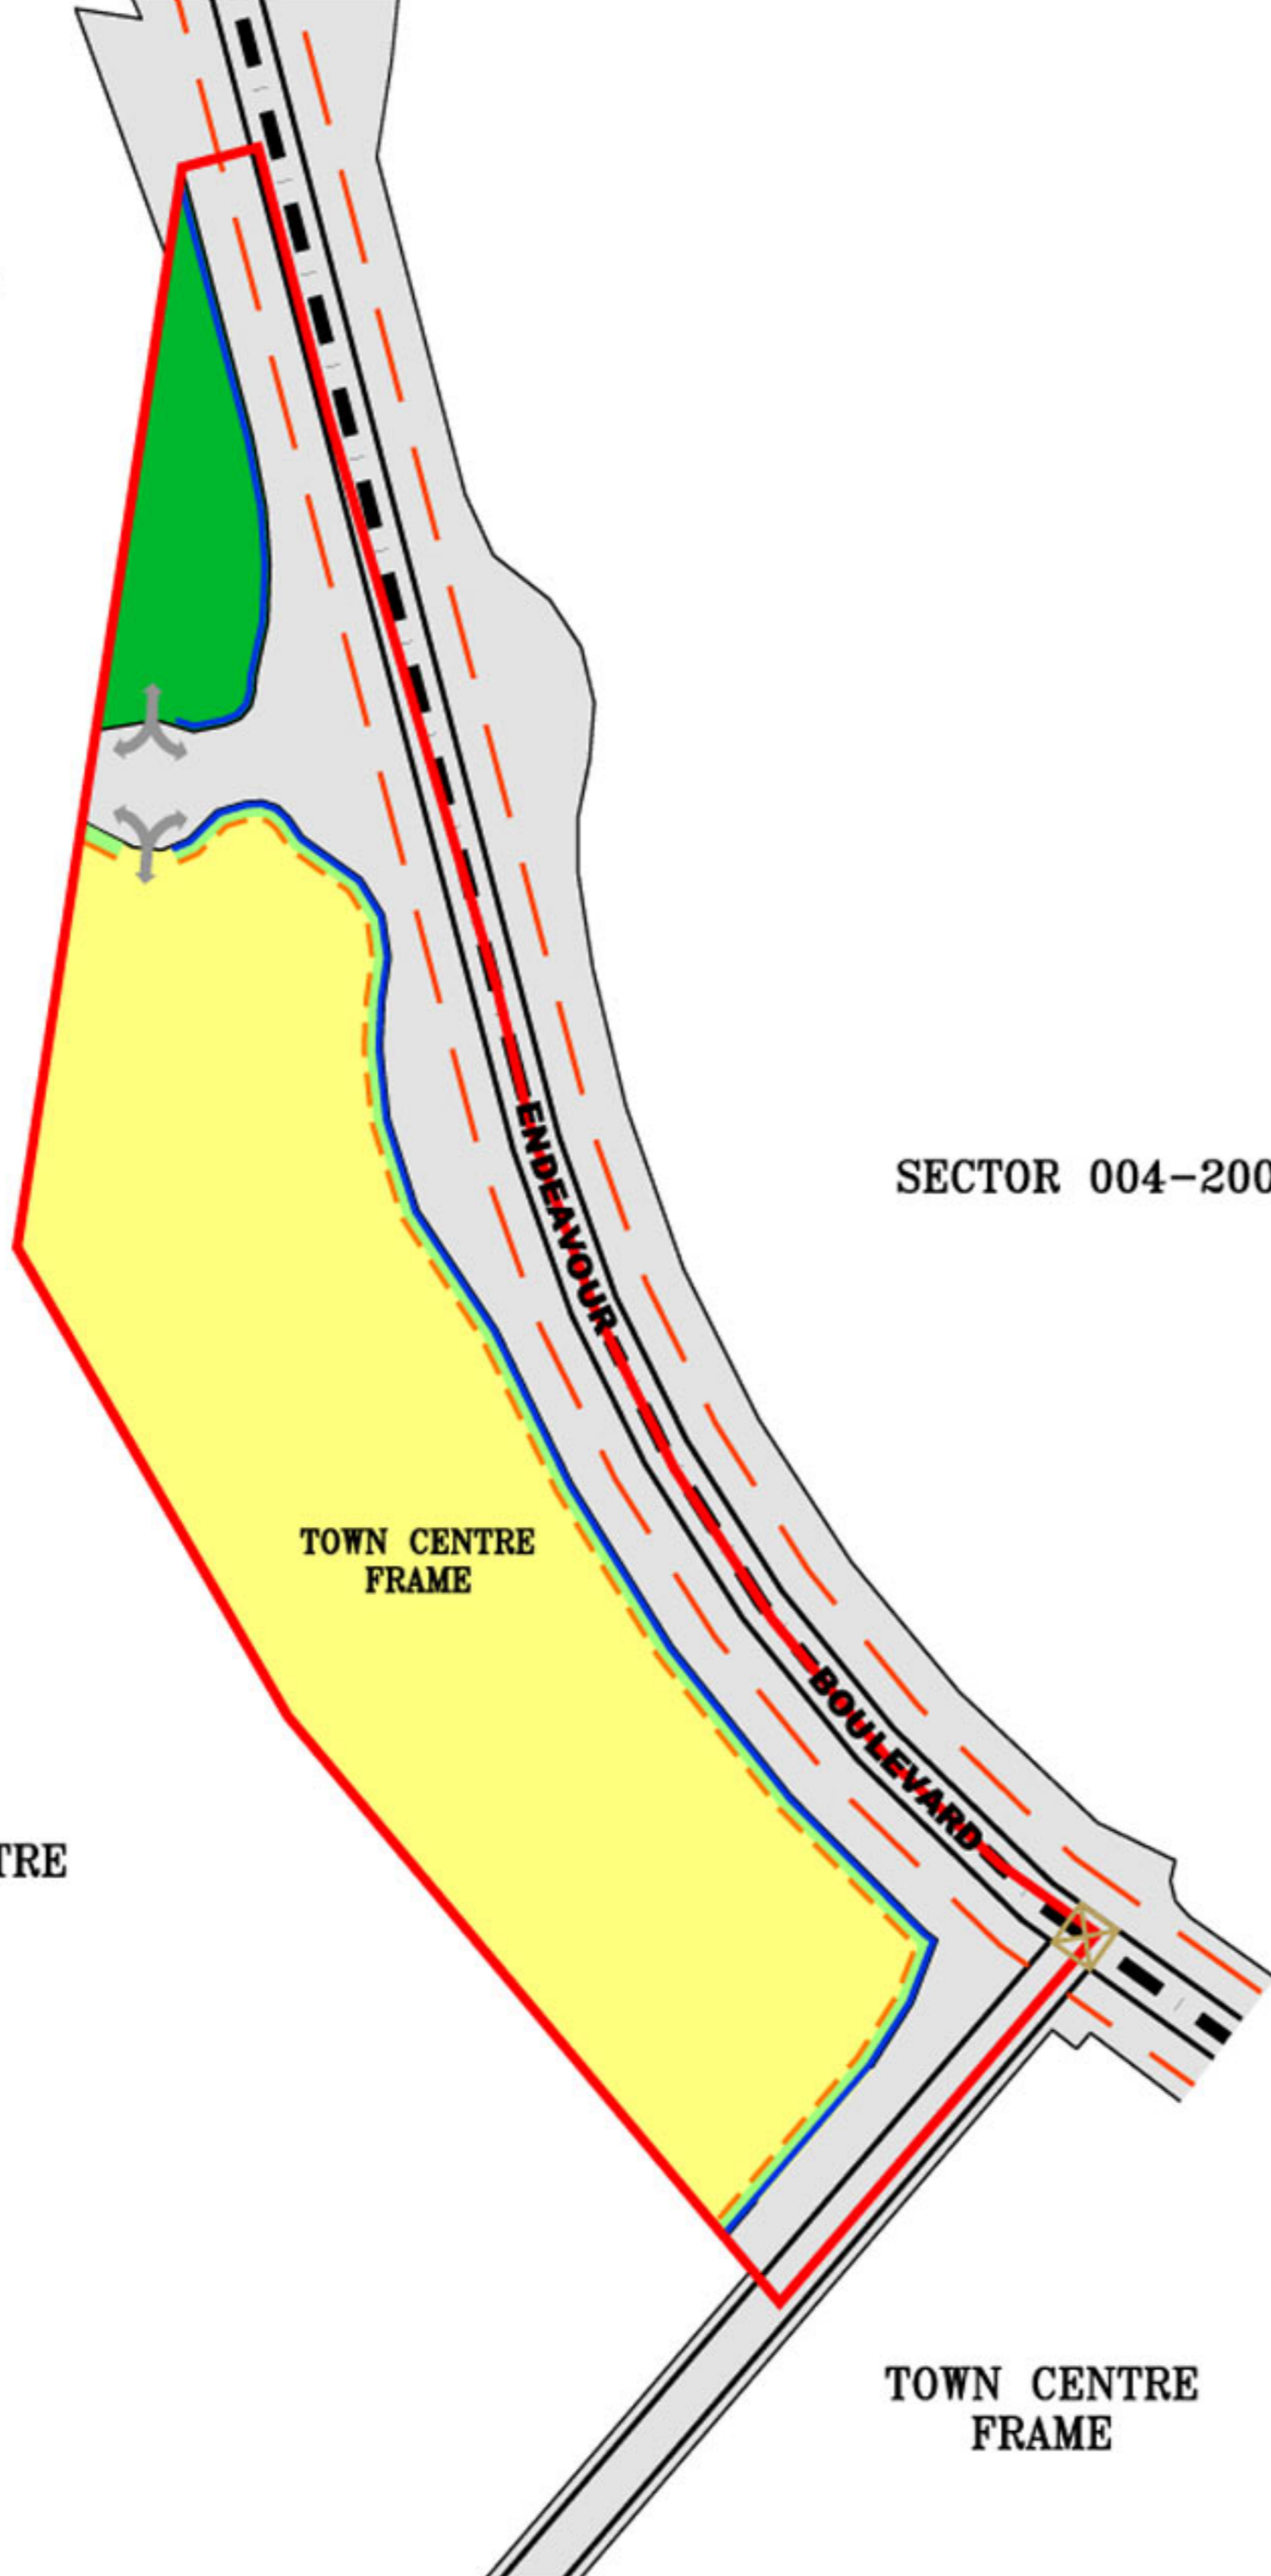 SECTOR 004-200
ENDEAVOUR
BOULEVARD
TOWN CENTRE
FRAME
TRE
TOWN CENTRE
FRAME